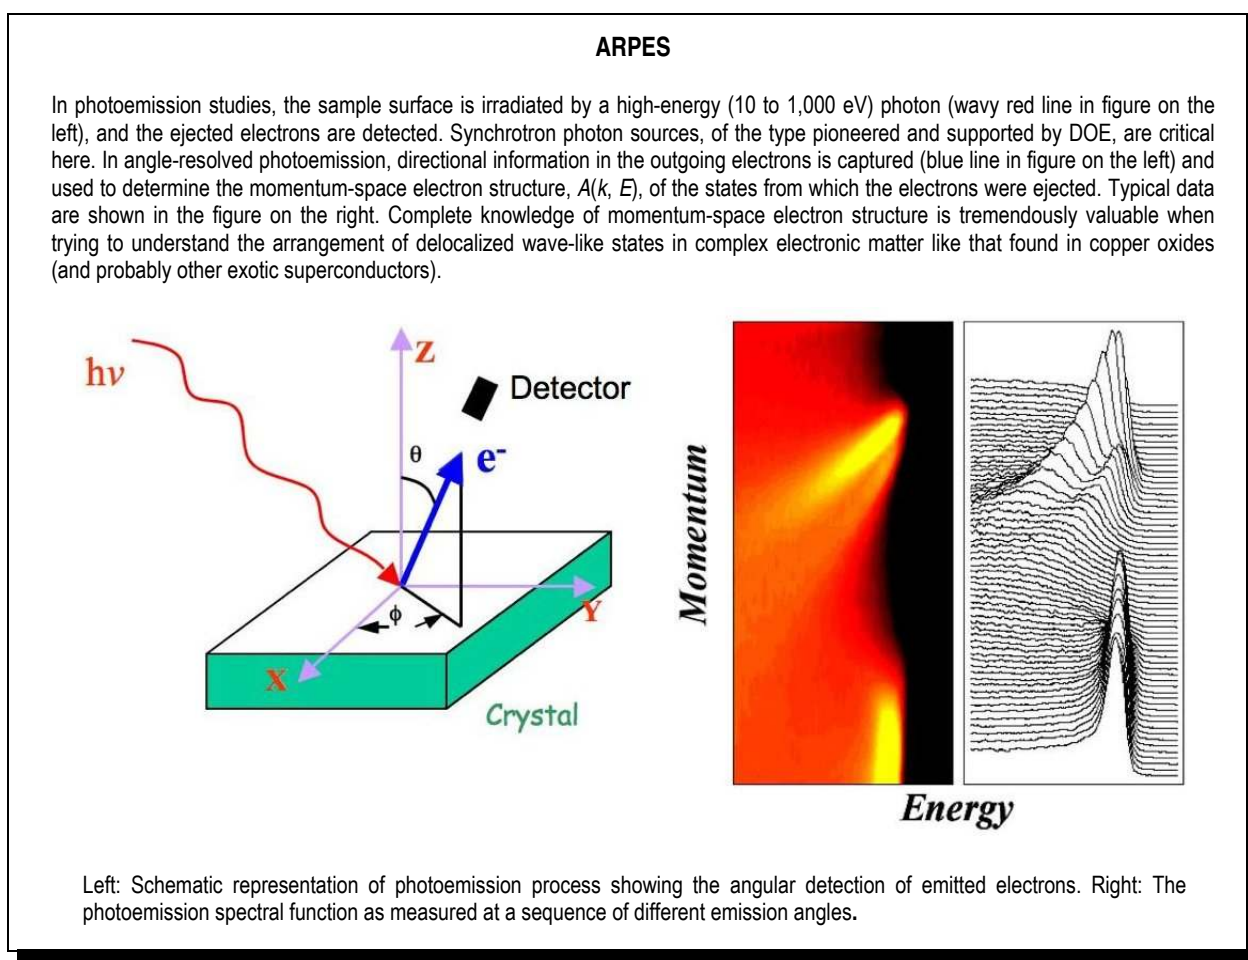 ARPES
In photoemission studies, the sample surface is irradiated by a high-energy (10 to 1,000 eV) photon (wavy red line in figure on the
left), and the ejected electrons are detected. Synchrotron photon sources, of the type pioneered and supported by DOE, are critical
here. In angle-resolved photoemission, directional information in the outgoing electrons is captured (blue line in figure on the left) and
used to determine the momentum-space electron structure, A(k, E), of the states from which the electrons were ejected. Typical data
are shown in the figure on the right. Complete knowledge of momentum-space electron structure is tremendously valuable when
trying to understand the arrangement of delocalized wave-like states in complex electronic matter like that found in copper oxides
(and probably other exotic superconductors).
hν
Z
Detector
θ
e-
Y
ϕ
X
Crystal
Momentum
Energy
Left: Schematic representation of photoemission process showing the angular detection of emitted electrons. Right: The
photoemission spectral function as measured at a sequence of different emission angles.